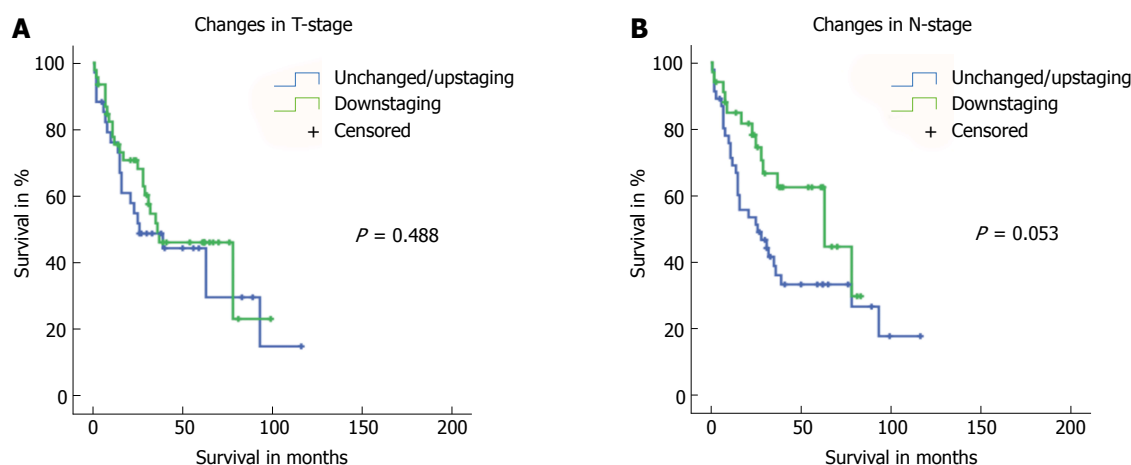 A
Changes in T-stage
100
80
60
40
20
0
Survival in %
Unchanged/upstaging
Downstaging
+ Censored
P = 0.488
0 50 100 150 200
Survival in months
B
Changes in N-stage
100
80
60
40
20
0
Survival in %
Unchanged/upstaging
Downstaging
+ Censored
P = 0.053
0 50 100 150 200
Survival in months